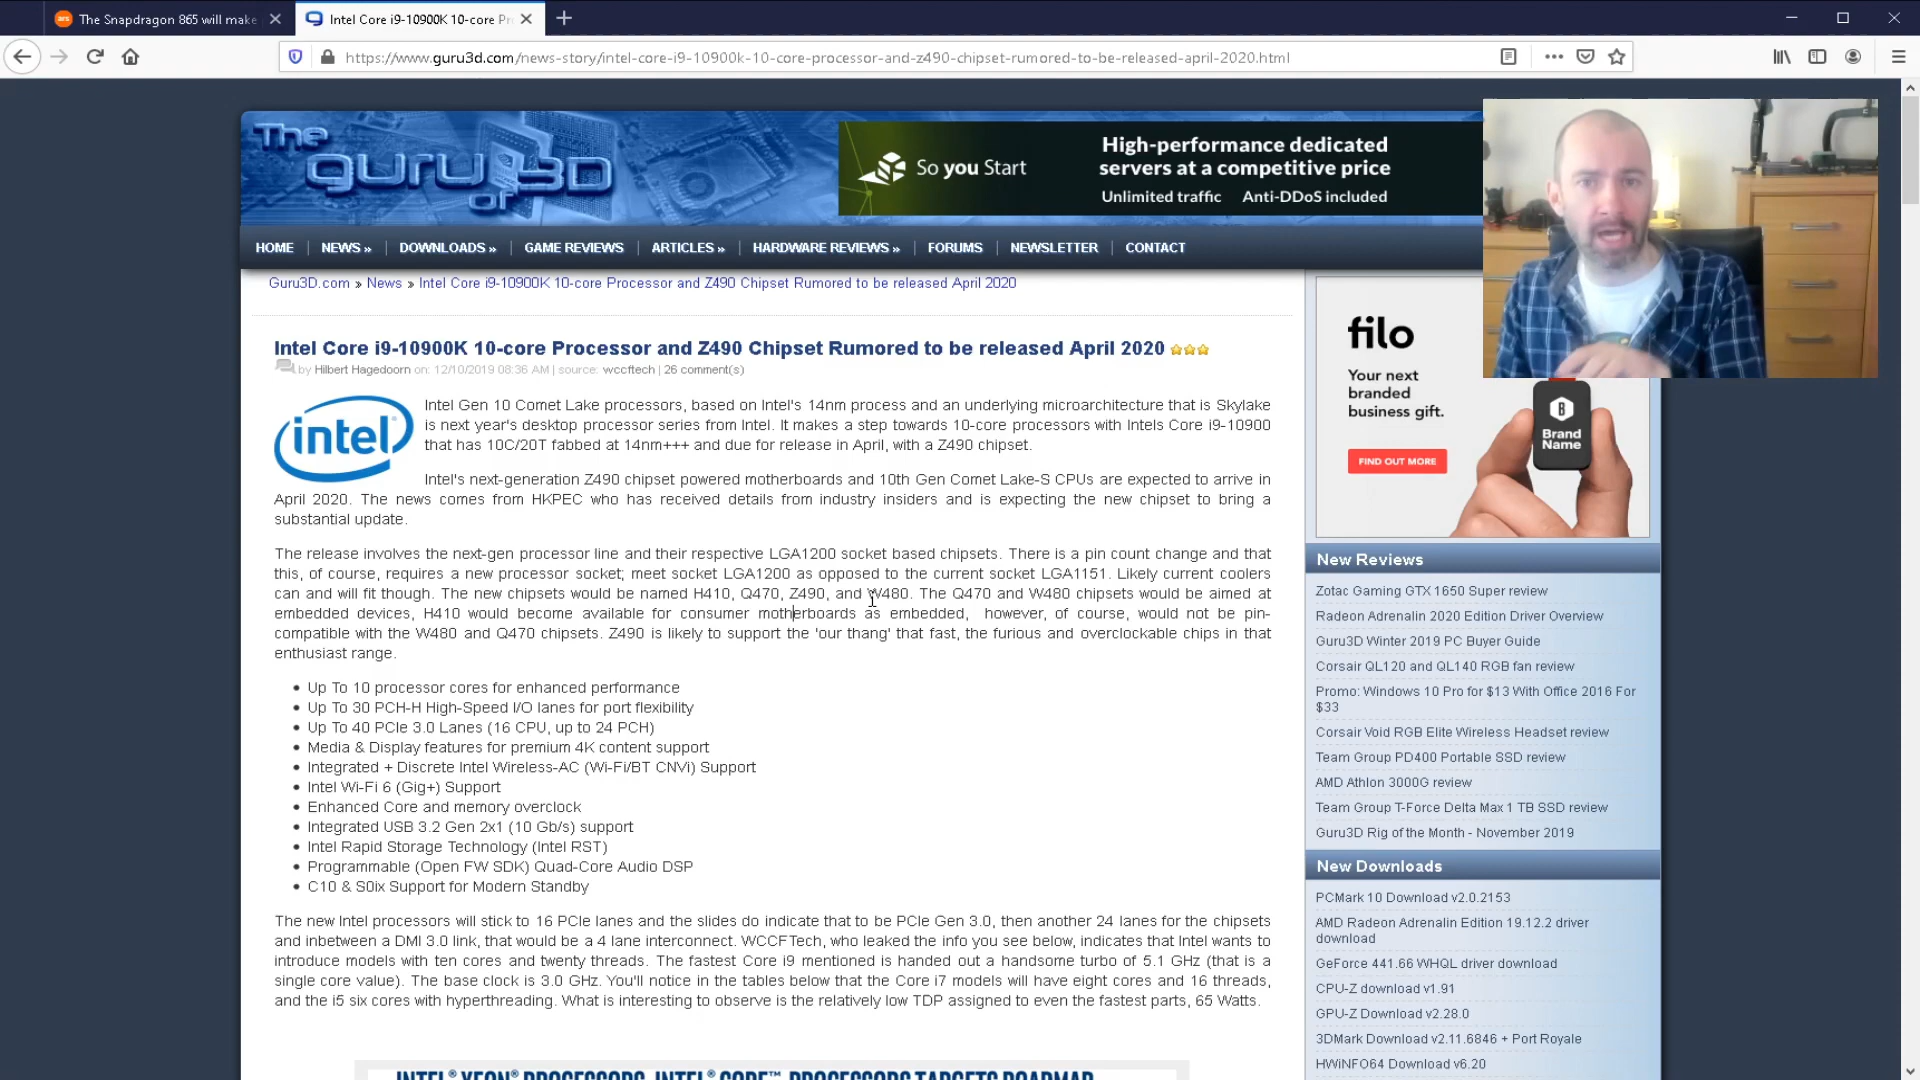 The Snapdragon 865 will make
Intel Core i9-10900K 10-core Pr
https://www.guru3d.com/news-story/intel-core-i9-10900k-10-core-processor-and-z490-chipset-rumored-to-be-released-april-2020.html
The
guru
of
3D
So you Start
High-performance dedicated
servers at a competitive price
Unlimited traffic Anti-DDoS included
HOME NEWS » DOWNLOADS » GAME REVIEWS ARTICLES » HARDWARE REVIEWS » FORUMS NEWSLETTER CONTACT
Guru3D.com » News » Intel Core i9-10900K 10-core Processor and Z490 Chipset Rumored to be released April 2020
Intel Core i9-10900K 10-core Processor and Z490 Chipset Rumored to be released April 2020
by Hilbert Hagedoorn on: 12/10/2019 08:36 AM | source: wccftech | 26 comment(s)
intel
Intel Gen 10 Comet Lake processors, based on Intel's 14nm process and an underlying microarchitecture that is Skylake
is next year's desktop processor series from Intel. It makes a step towards 10-core processors with Intels Core i9-10900
that has 10C/20T fabbed at 14nm+++ and due for release in April, with a Z490 chipset.
Intel's next-generation Z490 chipset powered motherboards and 10th Gen Comet Lake-S CPUs are expected to arrive in
April 2020. The news comes from HKPEC who has received details from industry insiders and is expecting the new chipset to bring a
substantial update.
The release involves the next-gen processor line and their respective LGA1200 socket based chipsets. There is a pin count change and that
this, of course, requires a new processor socket; meet socket LGA1200 as opposed to the current socket LGA1151. Likely current coolers
can and will fit though. The new chipsets would be named H410, Q470, Z490, and W480. The Q470 and W480 chipsets would be aimed at
embedded devices, H410 would become available for consumer motherboards as embedded, however, of course, would not be pin-
compatible with the W480 and Q470 chipsets. Z490 is likely to support the 'our thang' that fast, the furious and overclockable chips in that
enthusiast range.
• Up To 10 processor cores for enhanced performance
• Up To 30 PCH-H High-Speed I/O lanes for port flexibility
• Up To 40 PCIe 3.0 Lanes (16 CPU, up to 24 PCH)
• Media & Display features for premium 4K content support
• Integrated + Discrete Intel Wireless-AC (Wi-Fi/BT CNVi) Support
• Intel Wi-Fi 6 (Gig+) Support
• Enhanced Core and memory overclock
• Integrated USB 3.2 Gen 2x1 (10 Gb/s) support
• Intel Rapid Storage Technology (Intel RST)
• Programmable (Open FW SDK) Quad-Core Audio DSP
• C10 & S0ix Support for Modern Standby
The new Intel processors will stick to 16 PCIe lanes and the slides do indicate that to be PCIe Gen 3.0, then another 24 lanes for the chipsets
and inbetween a DMI 3.0 link, that would be a 4 lane interconnect. WCCFTech, who leaked the info you see below, indicates that Intel wants to
introduce models with ten cores and twenty threads. The fastest Core i9 mentioned is handed out a handsome turbo of 5.1 GHz (that is a
single core value). The base clock is 3.0 GHz. You'll notice in the tables below that the Core i7 models will have eight cores and 16 threads,
and the i5 six cores with hyperthreading. What is interesting to observe is the relatively low TDP assigned to even the fastest parts, 65 Watts.
INTEL® XEON® PROCESSORS, INTEL® CORE™ PROCESSORS TARGETS ROADMAP
filo
Your next
branded
business gift.
FIND OUT MORE
B
Brand
Name
New Reviews
Zotac Gaming GTX 1650 Super review
Radeon Adrenalin 2020 Edition Driver Overview
Guru3D Winter 2019 PC Buyer Guide
Corsair QL120 and QL140 RGB fan review
Promo: Windows 10 Pro for $13 With Office 2016 For
$33
Corsair Void RGB Elite Wireless Headset review
Team Group PD400 Portable SSD review
AMD Athlon 3000G review
Team Group T-Force Delta Max 1 TB SSD review
Guru3D Rig of the Month - November 2019
New Downloads
PCMark 10 Download v2.0.2153
AMD Radeon Adrenalin Edition 19.12.2 driver
download
GeForce 441.66 WHQL driver download
CPU-Z download v1.91
GPU-Z Download v2.28.0
3DMark Download v2.11.6846 + Port Royale
HWiNFO64 Download v6.20